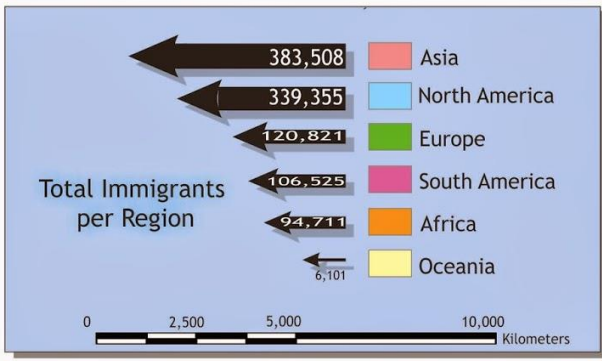 383,508 Asia
339,355 North America
120,821 Europe
106,525 South America
Total Immigrants
per Region
94,711 Africa
6,101 Oceania
0 2,500 5,000 10,000
Kilometers